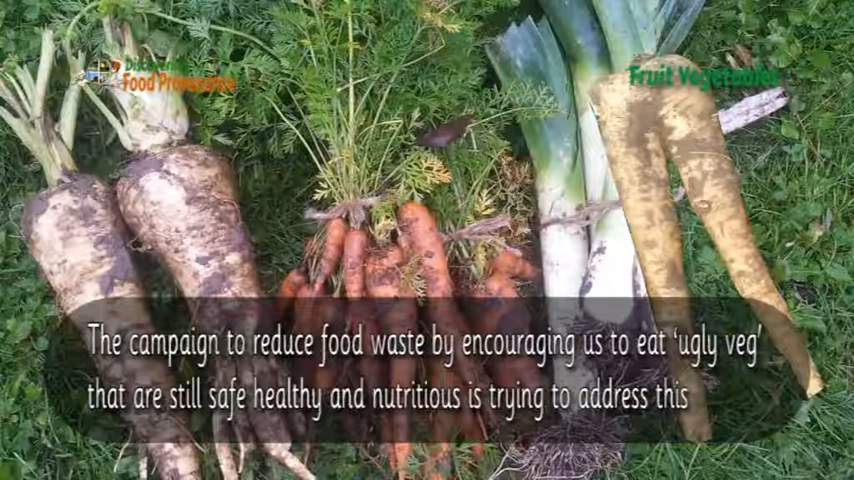 Food Provenance
Fruit Vegetables
The campaign to reduce food waste by encouraging us to eat 'ugly veg'
that are still safe healthy and nutritious is trying to address this